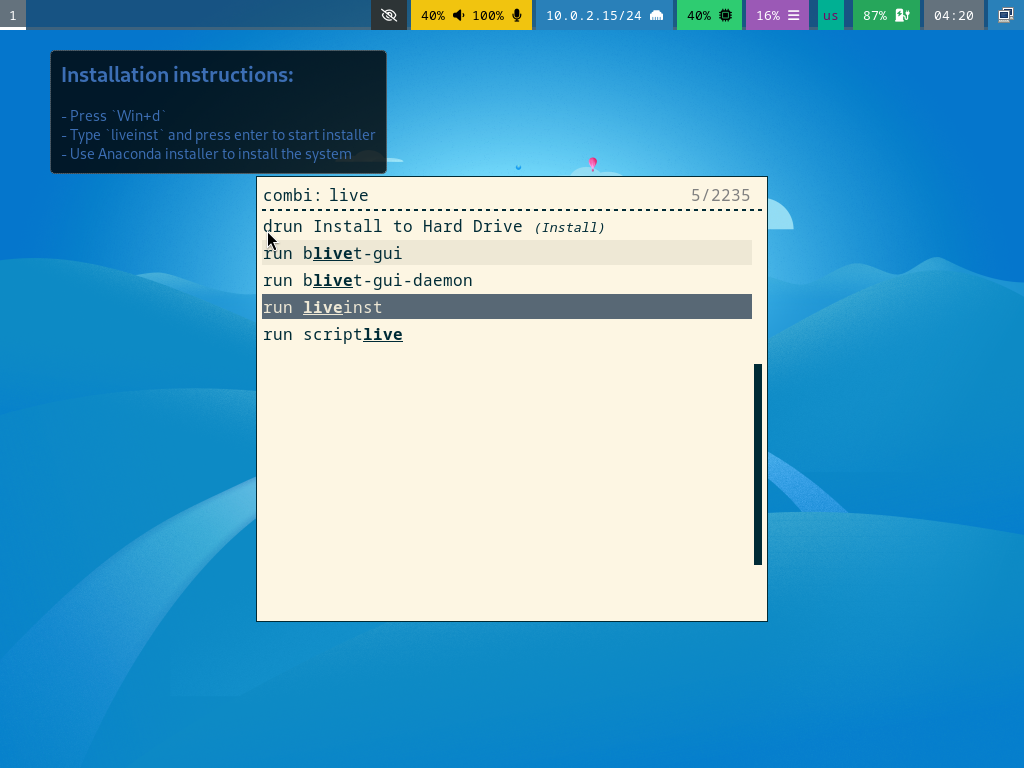 1 40% 100% 10.0.2.15/24 40% 16% us 87% 04:20
Installation instructions:
- Press `Win+d`
- Type `liveinst` and press enter to start installer
- Use Anaconda installer to install the system
combi: live 5/2235
drun Install to Hard Drive (Install)
run blivet-gui
run blivet-gui-daemon
run liveinst
run scriptlive